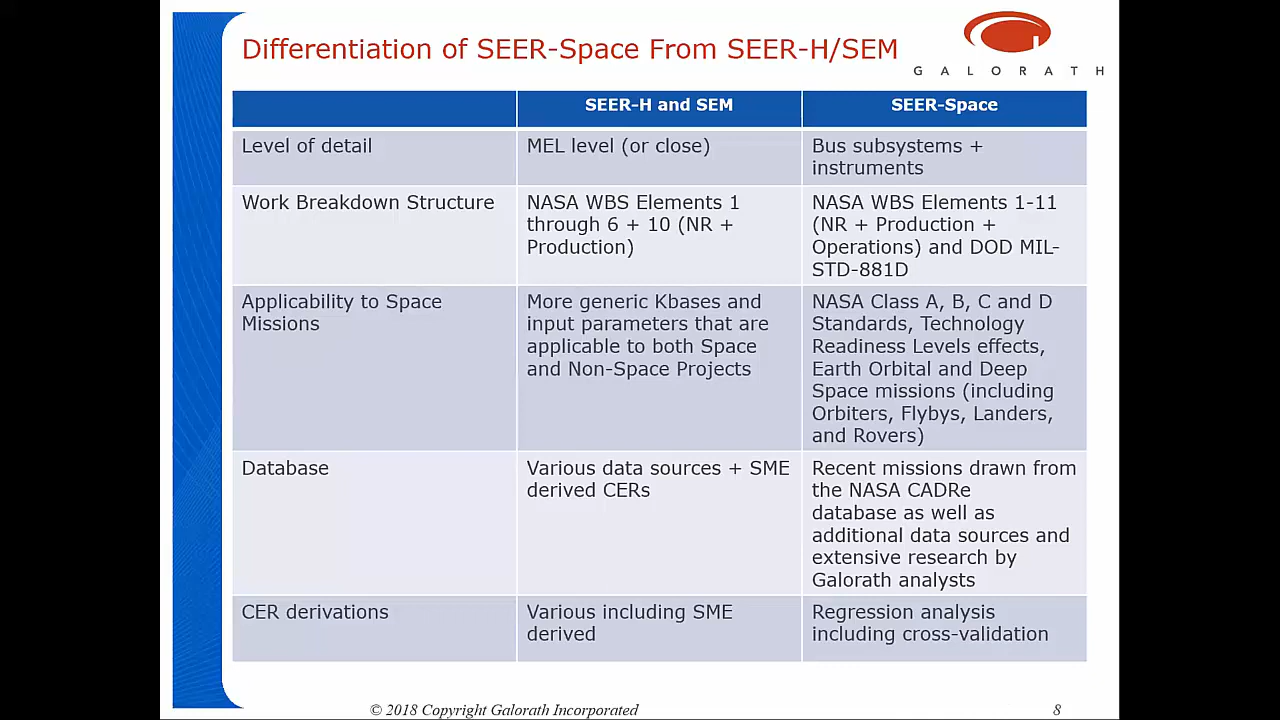 Differentiation of SEER-Space From SEER-H/SEM
GALORATH
SEER-H and SEM
SEER-Space
Level of detail
MEL level (or close)
Bus subsystems +
instruments
Work Breakdown Structure
NASA WBS Elements 1
through 6 + 10 (NR +
Production)
NASA WBS Elements 1-11
(NR + Production +
Operations) and DOD MIL-
STD-881D
Applicability to Space
Missions
More generic Kbases and
input parameters that are
applicable to both Space
and Non-Space Projects
NASA Class A, B, C and D
Standards, Technology
Readiness Levels effects,
Earth Orbital and Deep
Space missions (including
Orbiters, Flybys, Landers,
and Rovers)
Database
Various data sources + SME
derived CERs
Recent missions drawn from
the NASA CADRe
database as well as
additional data sources and
extensive research by
Galorath analysts
CER derivations
Various including SME
derived
Regression analysis
including cross-validation
© 2018 Copyright Galorath Incorporated
8